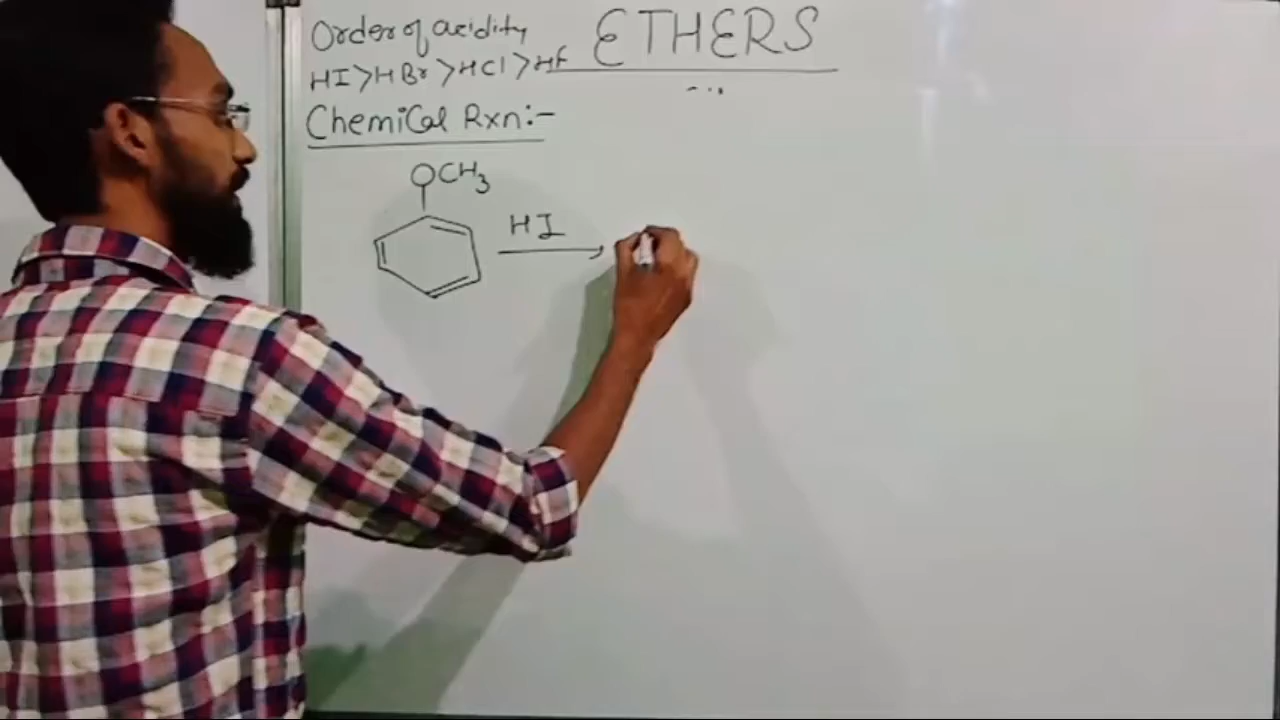 Order of acidity
ETHERS
HI>HBr>HCl>HF
Chemical Rxn:-
OCH3
HI